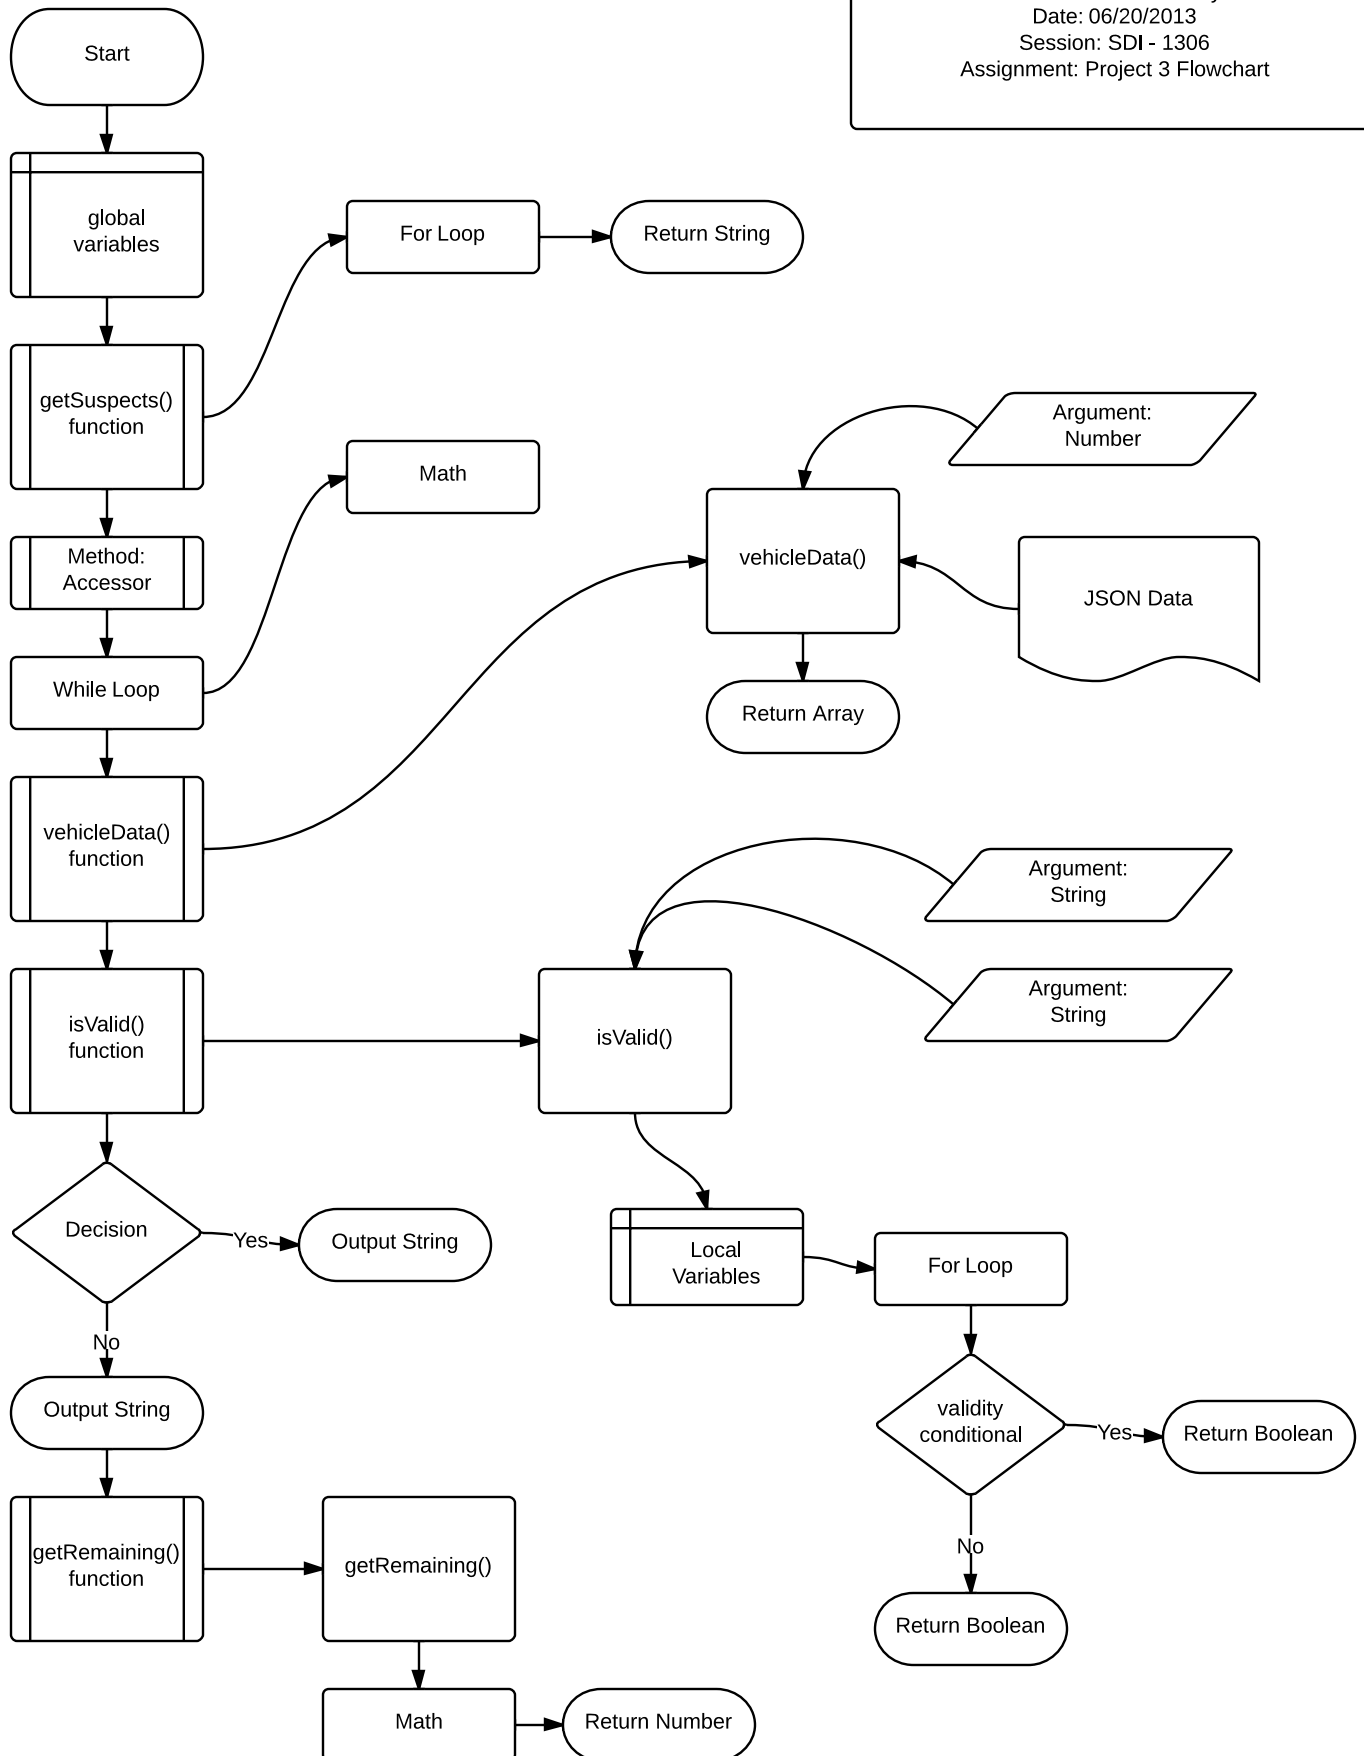 Date: 06/20/2013
Session: SDI - 1306
Assignment: Project 3 Flowchart
Start
global
variables
For Loop
Return String
getSuspects()
function
Argument:
Number
Math
vehicleData()
Method:
Accessor
JSON Data
While Loop
Return Array
vehicleData()
function
Argument:
String
isValid()
function
isValid()
Argument:
String
Decision
Yes
Output String
Local
Variables
For Loop
No
Output String
validity
conditional
Yes
Return Boolean
getRemaining()
function
getRemaining()
No
Return Boolean
Math
Return Number